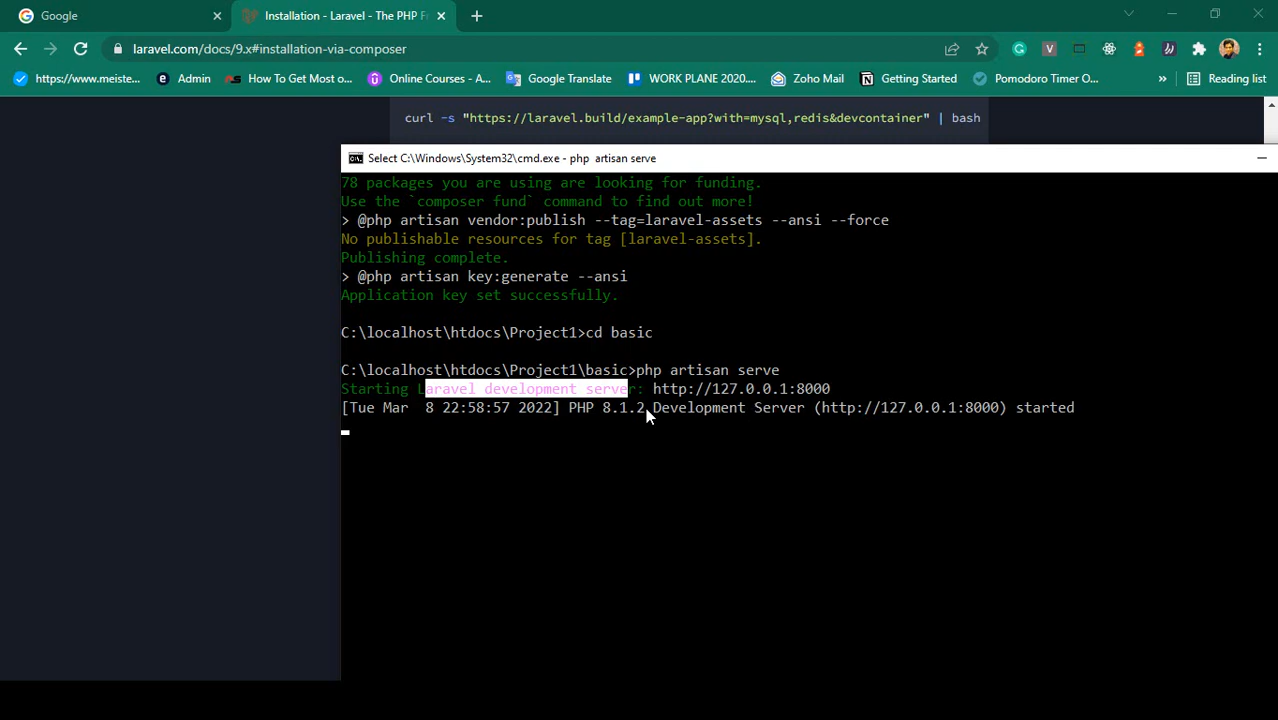 Google
Installation - Laravel - The PHP F
laravel.com/docs/9.x#installation-via-composer
https://www.meiste...
Admin
How To Get Most o...
Online Courses - A...
Google Translate
WORK PLANE 2020....
Zoho Mail
Getting Started
Pomodoro Timer O...
»
Reading list
curl -s "https://laravel.build/example-app?with=mysql,redis&devcontainer" | bash
Select C:\Windows\System32\cmd.exe - php artisan serve
78 packages you are using are looking for funding.
Use the `composer fund` command to find out more!
> @php artisan vendor:publish --tag=laravel-assets --ansi --force
No publishable resources for tag [laravel-assets].
Publishing complete.
> @php artisan key:generate --ansi
Application key set successfully.
C:\localhost\htdocs\Project1>cd basic
C:\localhost\htdocs\Project1\basic>php artisan serve
Starting Laravel development server: http://127.0.0.1:8000
[Tue Mar  8 22:58:57 2022] PHP 8.1.2 Development Server (http://127.0.0.1:8000) started